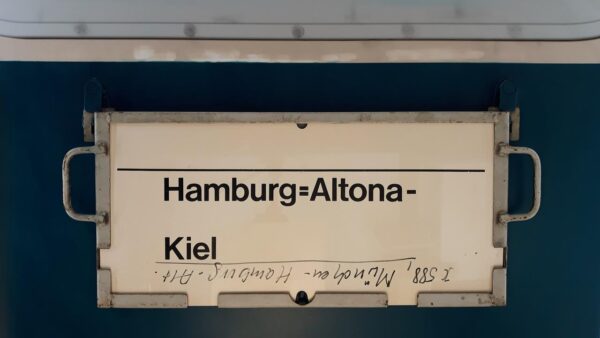 Hamburg=Altona-
Kiel
588, München - Hamburg - Alt.